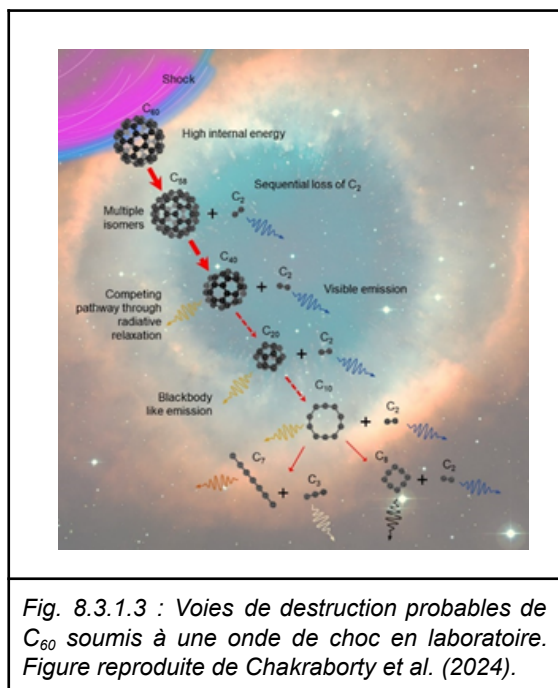 Shock
C60
High internal energy
C58
C2
Sequential loss of C2
Multiple
isomers
+
C40
C2
+
Competing
pathway through
radiative
relaxation
Visible emission
C20
C2
+
Blackbody
like emission
C10
C2
+
C7
C3
+
C8
C2
+
Fig. 8.3.1.3 : Voies de destruction probables de
C60 soumis à une onde de choc en laboratoire.
Figure reproduite de Chakraborty et al. (2024).